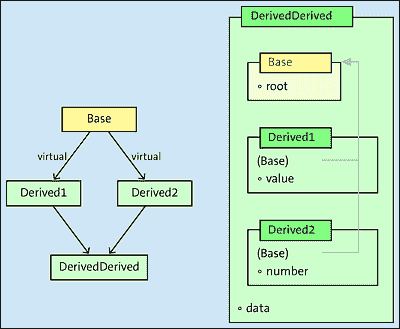 Base
virtual
virtual
Derived1
Derived2
DerivedDerived
DerivedDerived
Base
root
Derived1
(Base)
value
Derived2
(Base)
number
data